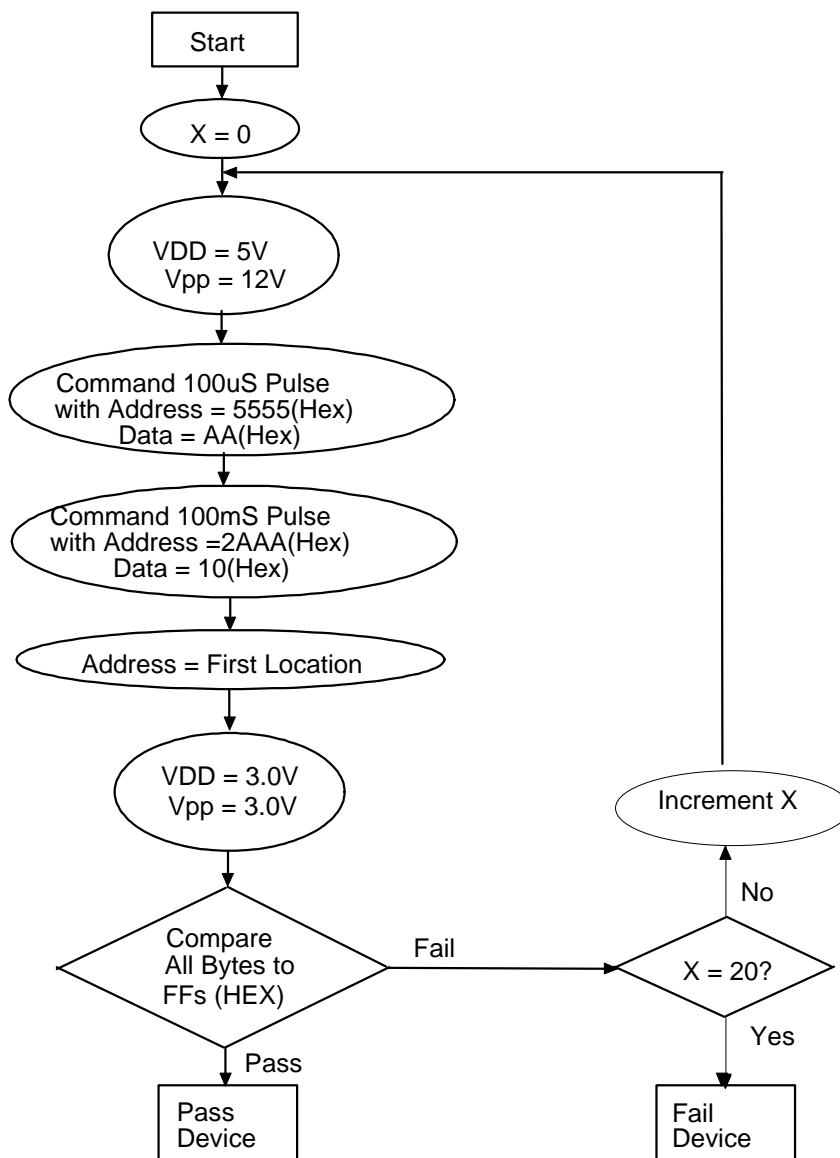 Start
X = 0
VDD = 5V
Vpp = 12V
Command 100uS Pulse
with Address = 5555(Hex)
Data = AA(Hex)
Command 100mS Pulse
with Address =2AAA(Hex)
Data = 10(Hex)
Address = First Location
VDD = 3.0V
Vpp = 3.0V
Increment X
No
Compare
All Bytes to
FFs (HEX)
Fail
X = 20?
Yes
Pass
Pass
Device
Fail
Device